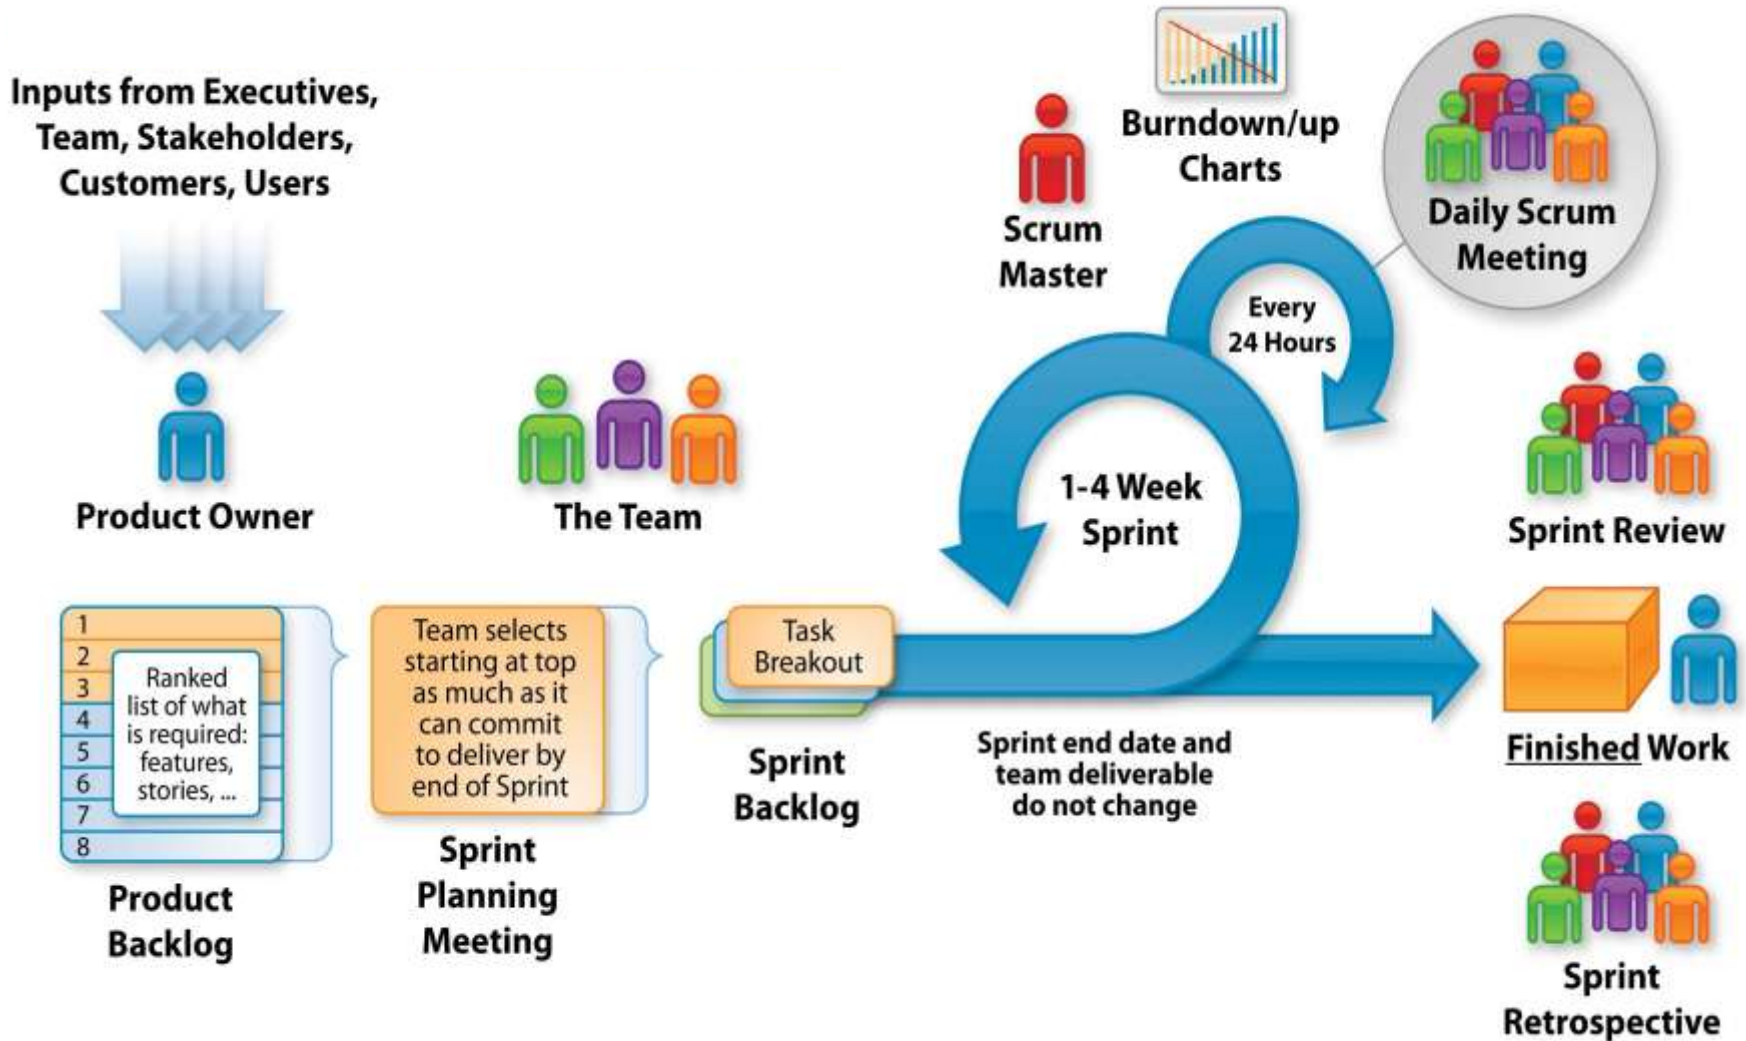 Inputs from Executives,
Team, Stakeholders,
Customers, Users
Product Owner
The Team
Scrum
Master
Burndown/up
Charts
Daily Scrum
Meeting
Every
24 Hours
1-4 Week
Sprint
Sprint Review
1
2
3
4
5
6
7
8
Ranked
list of what
is required:
features,
stories, ...
Product
Backlog
Team selects
starting at top
as much as it
can commit
to deliver by
end of Sprint
Sprint
Planning
Meeting
Task
Breakout
Sprint
Backlog
Sprint end date and
team deliverable
do not change
Finished Work
Sprint
Retrospective